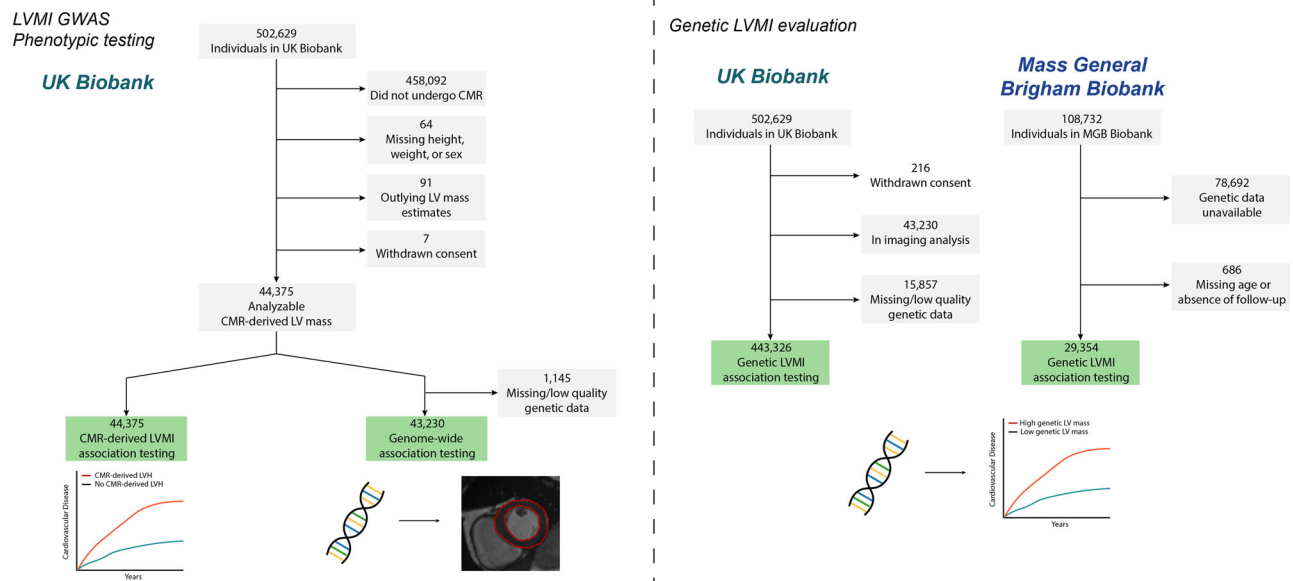 LVMI GWAS
Phenotypic testing
UK Biobank
502,629
Individuals in UK Biobank
458,092
Did not undergo CMR
64
Missing height,
weight, or sex
91
Outlying LV mass
estimates
7
Withdrawn consent
44,375
Analyzable
CMR-derived LV mass
1,145
Missing/low quality
genetic data
44,375
CMR-derived LVMI
association testing
43,230
Genome-wide
association testing
CMR-derived LVH
No CMR-derived LVH
Cardiovascular Disease
Years
Genetic LVMI evaluation
UK Biobank
502,629
Individuals in UK Biobank
216
Withdrawn consent
43,230
In imaging analysis
15,857
Missing/low quality
genetic data
443,326
Genetic LVMI
association testing
Mass General
Brigham Biobank
108,732
Individuals in MGB Biobank
78,692
Genetic data
unavailable
686
Missing age or
absence of follow-up
29,354
Genetic LVMI
association testing
High genetic LV mass
Low genetic LV mass
Cardiovascular Disease
Years